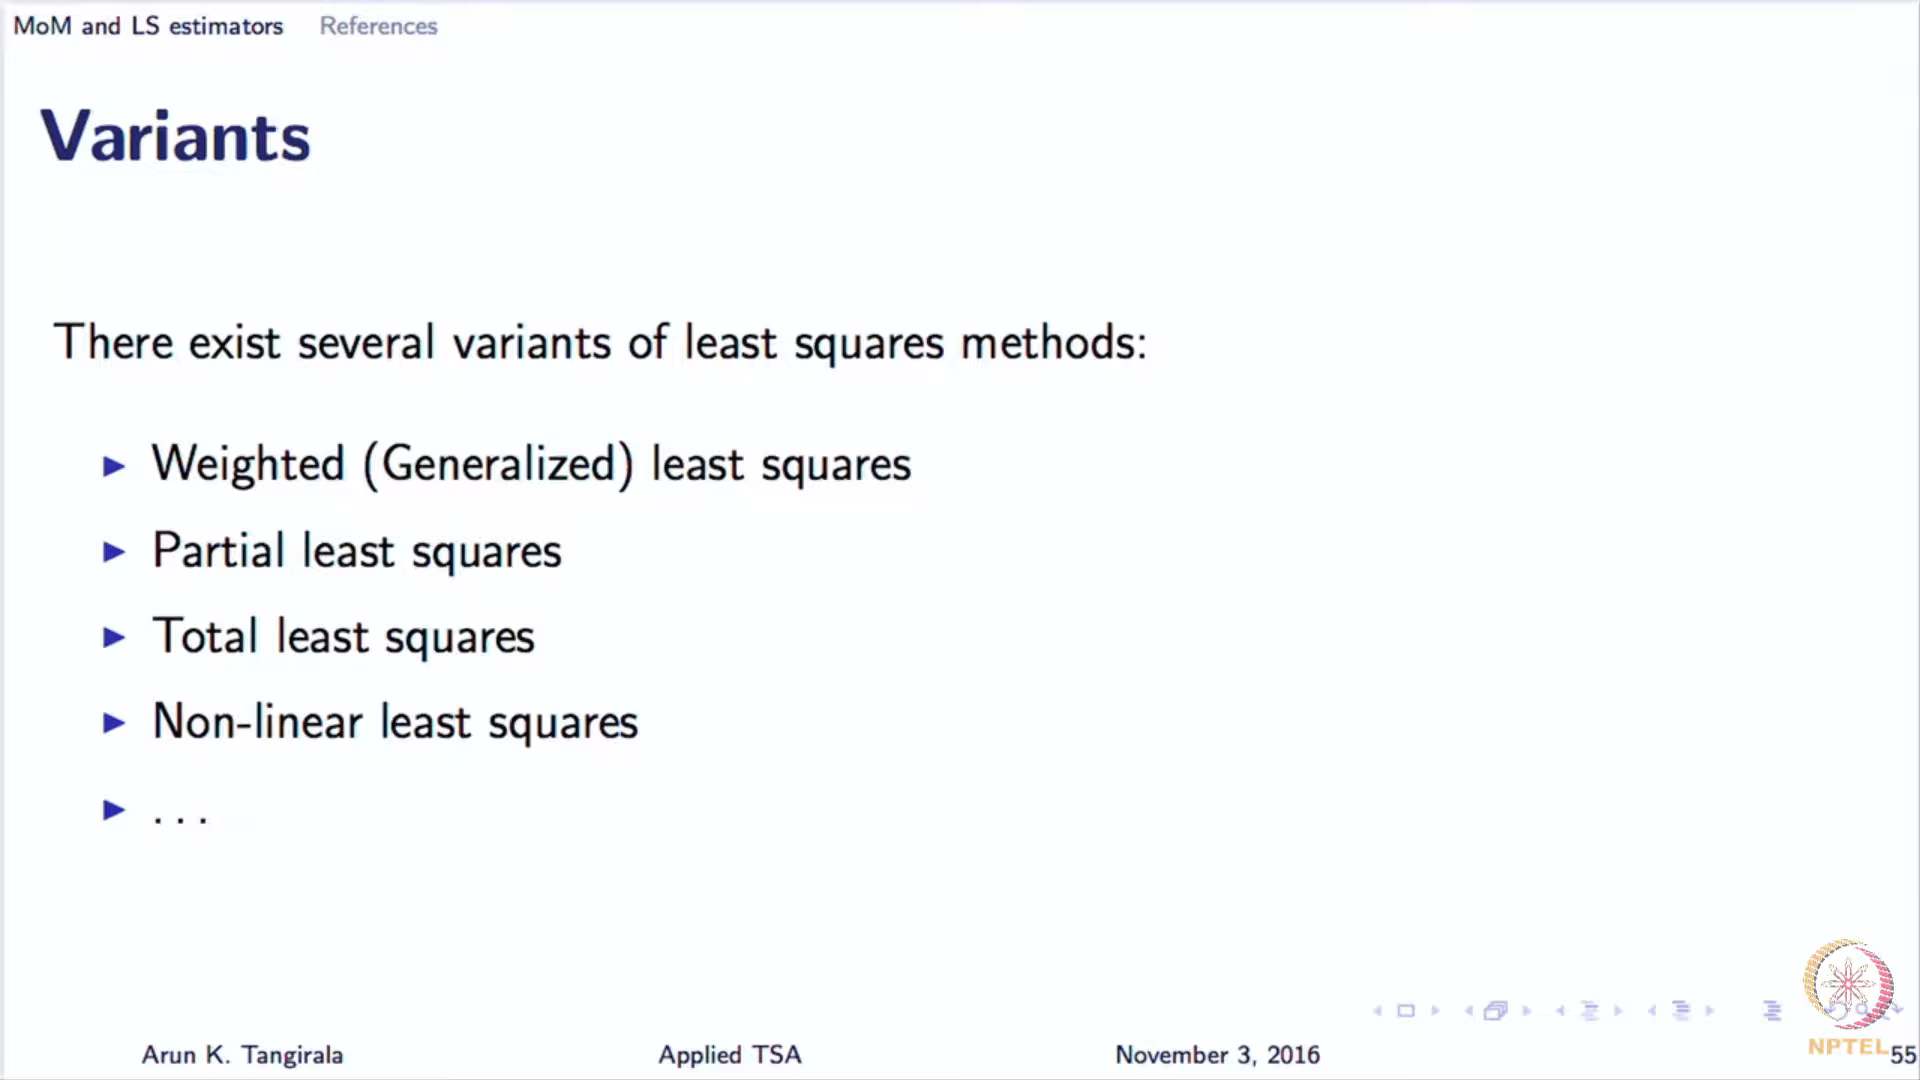 MoM and LS estimators References
Variants
There exist several variants of least squares methods:
Weighted (Generalized) least squares
Partial least squares
Total least squares
Non-linear least squares
. . .
Arun K. Tangirala Applied TSA November 3, 2016 55
NPTEL